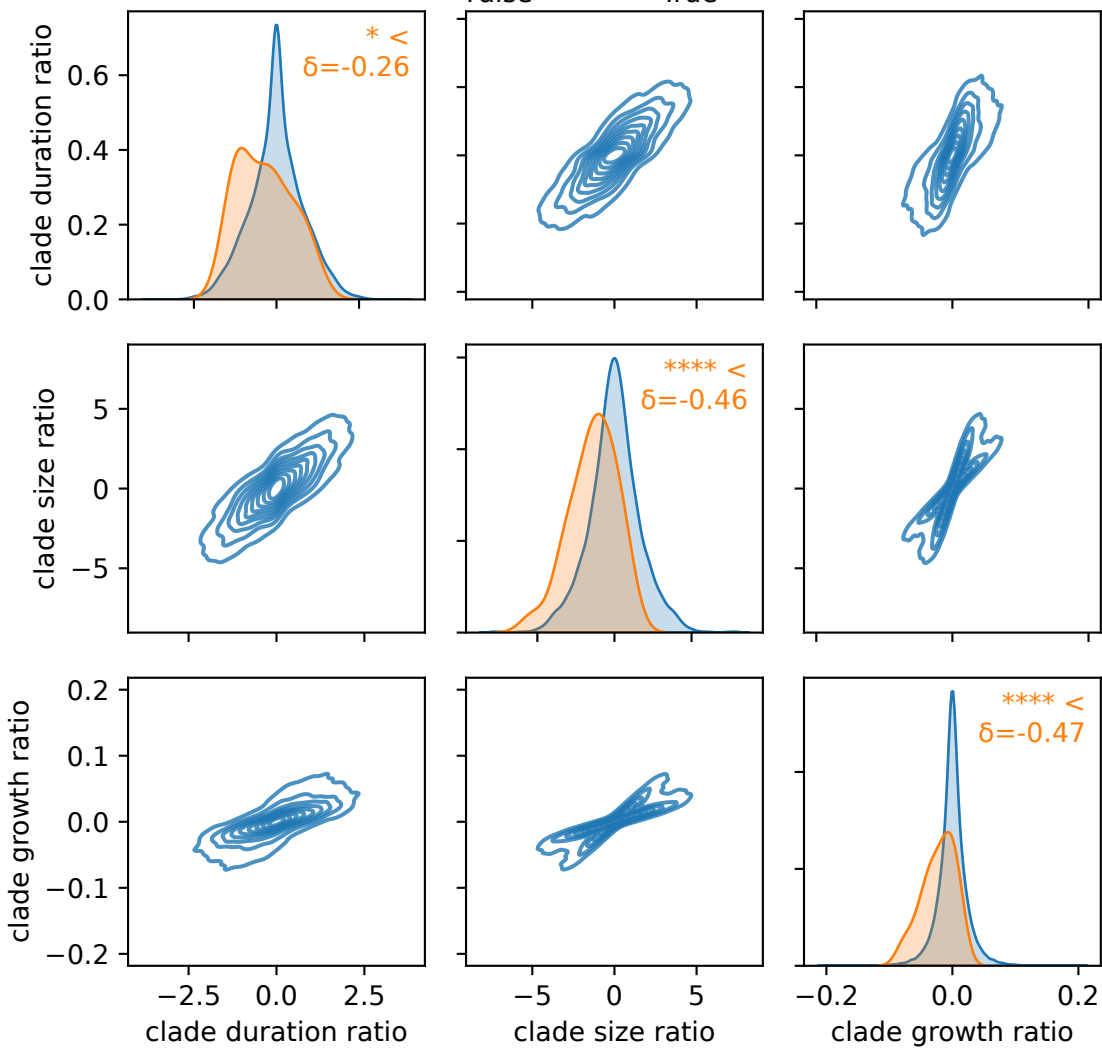 clade duration ratio
0.6
0.4
0.2
0.0
* <
δ=-0.26
clade size ratio
5
0
−5
**** <
δ=-0.46
clade growth ratio
0.2
0.1
0.0
−0.1
−0.2
**** <
δ=-0.47
−2.5 0.0 2.5
−5 0 5
−0.2 0.0 0.2
clade duration ratio
clade size ratio
clade growth ratio